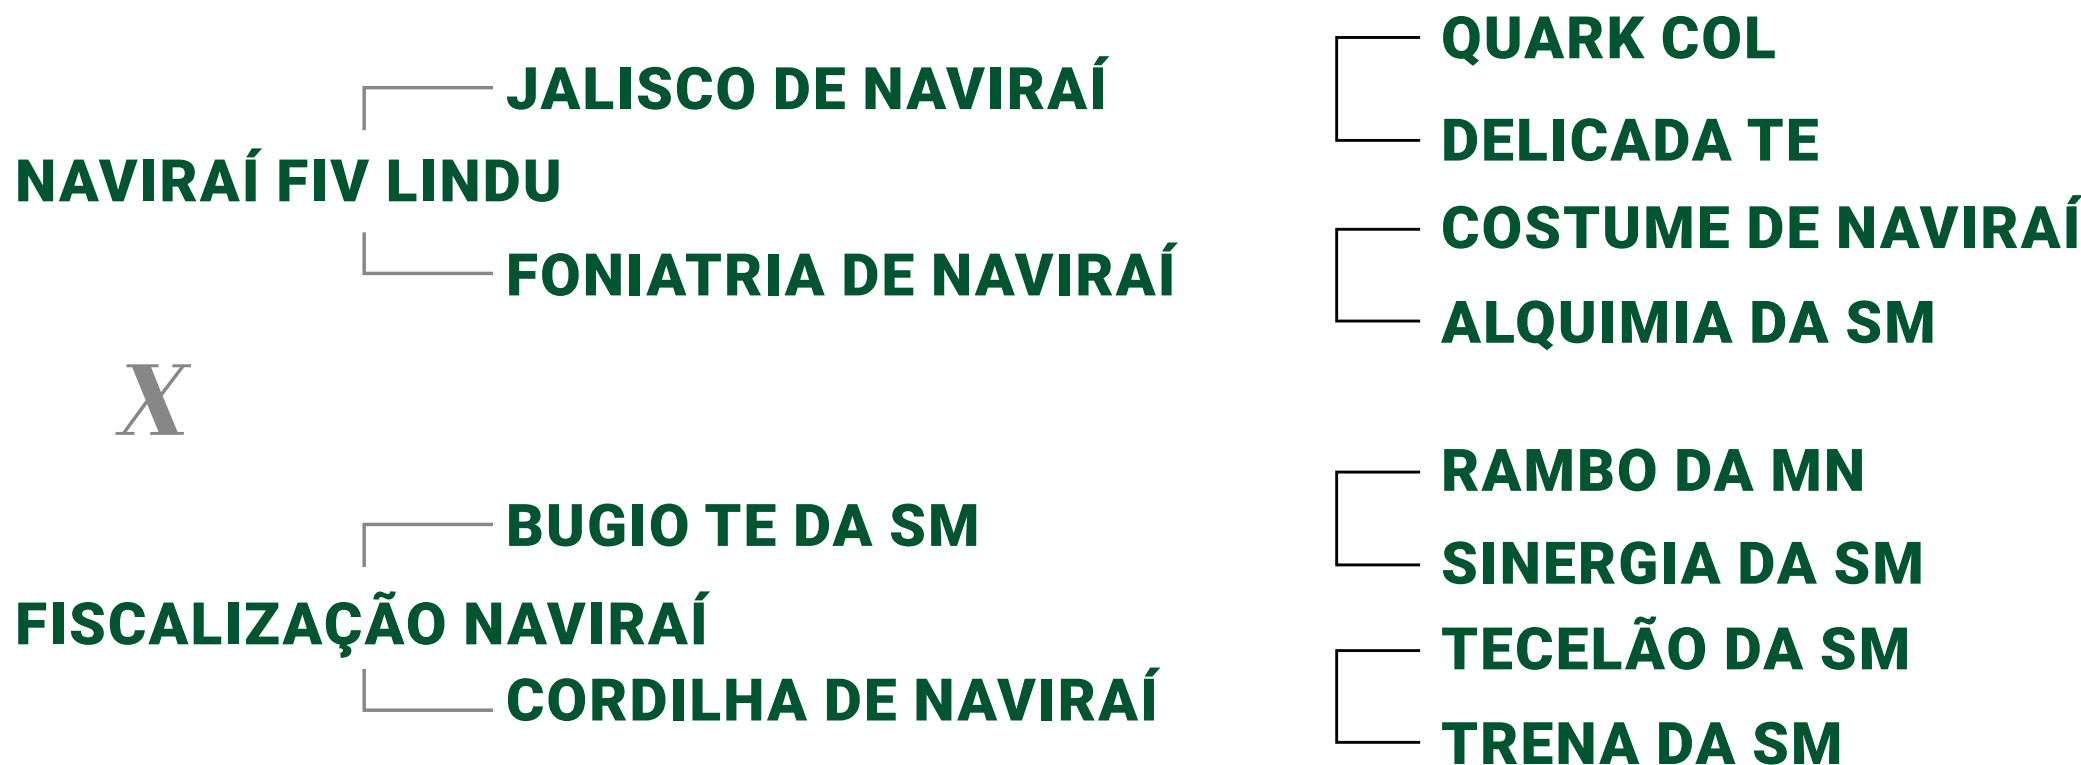 QUARK COL
JALISCO DE NAVIRAÍ
DELICADA TE
NAVIRAÍ FIV LINDU
COSTUME DE NAVIRAÍ
FONIATRIA DE NAVIRAÍ
ALQUIMIA DA SM
X
RAMBO DA MN
BUGIO TE DA SM
SINERGIA DA SM
FISCALIZAÇÃO NAVIRAÍ
TECELÃO DA SM
CORDILHA DE NAVIRAÍ
TRENA DA SM